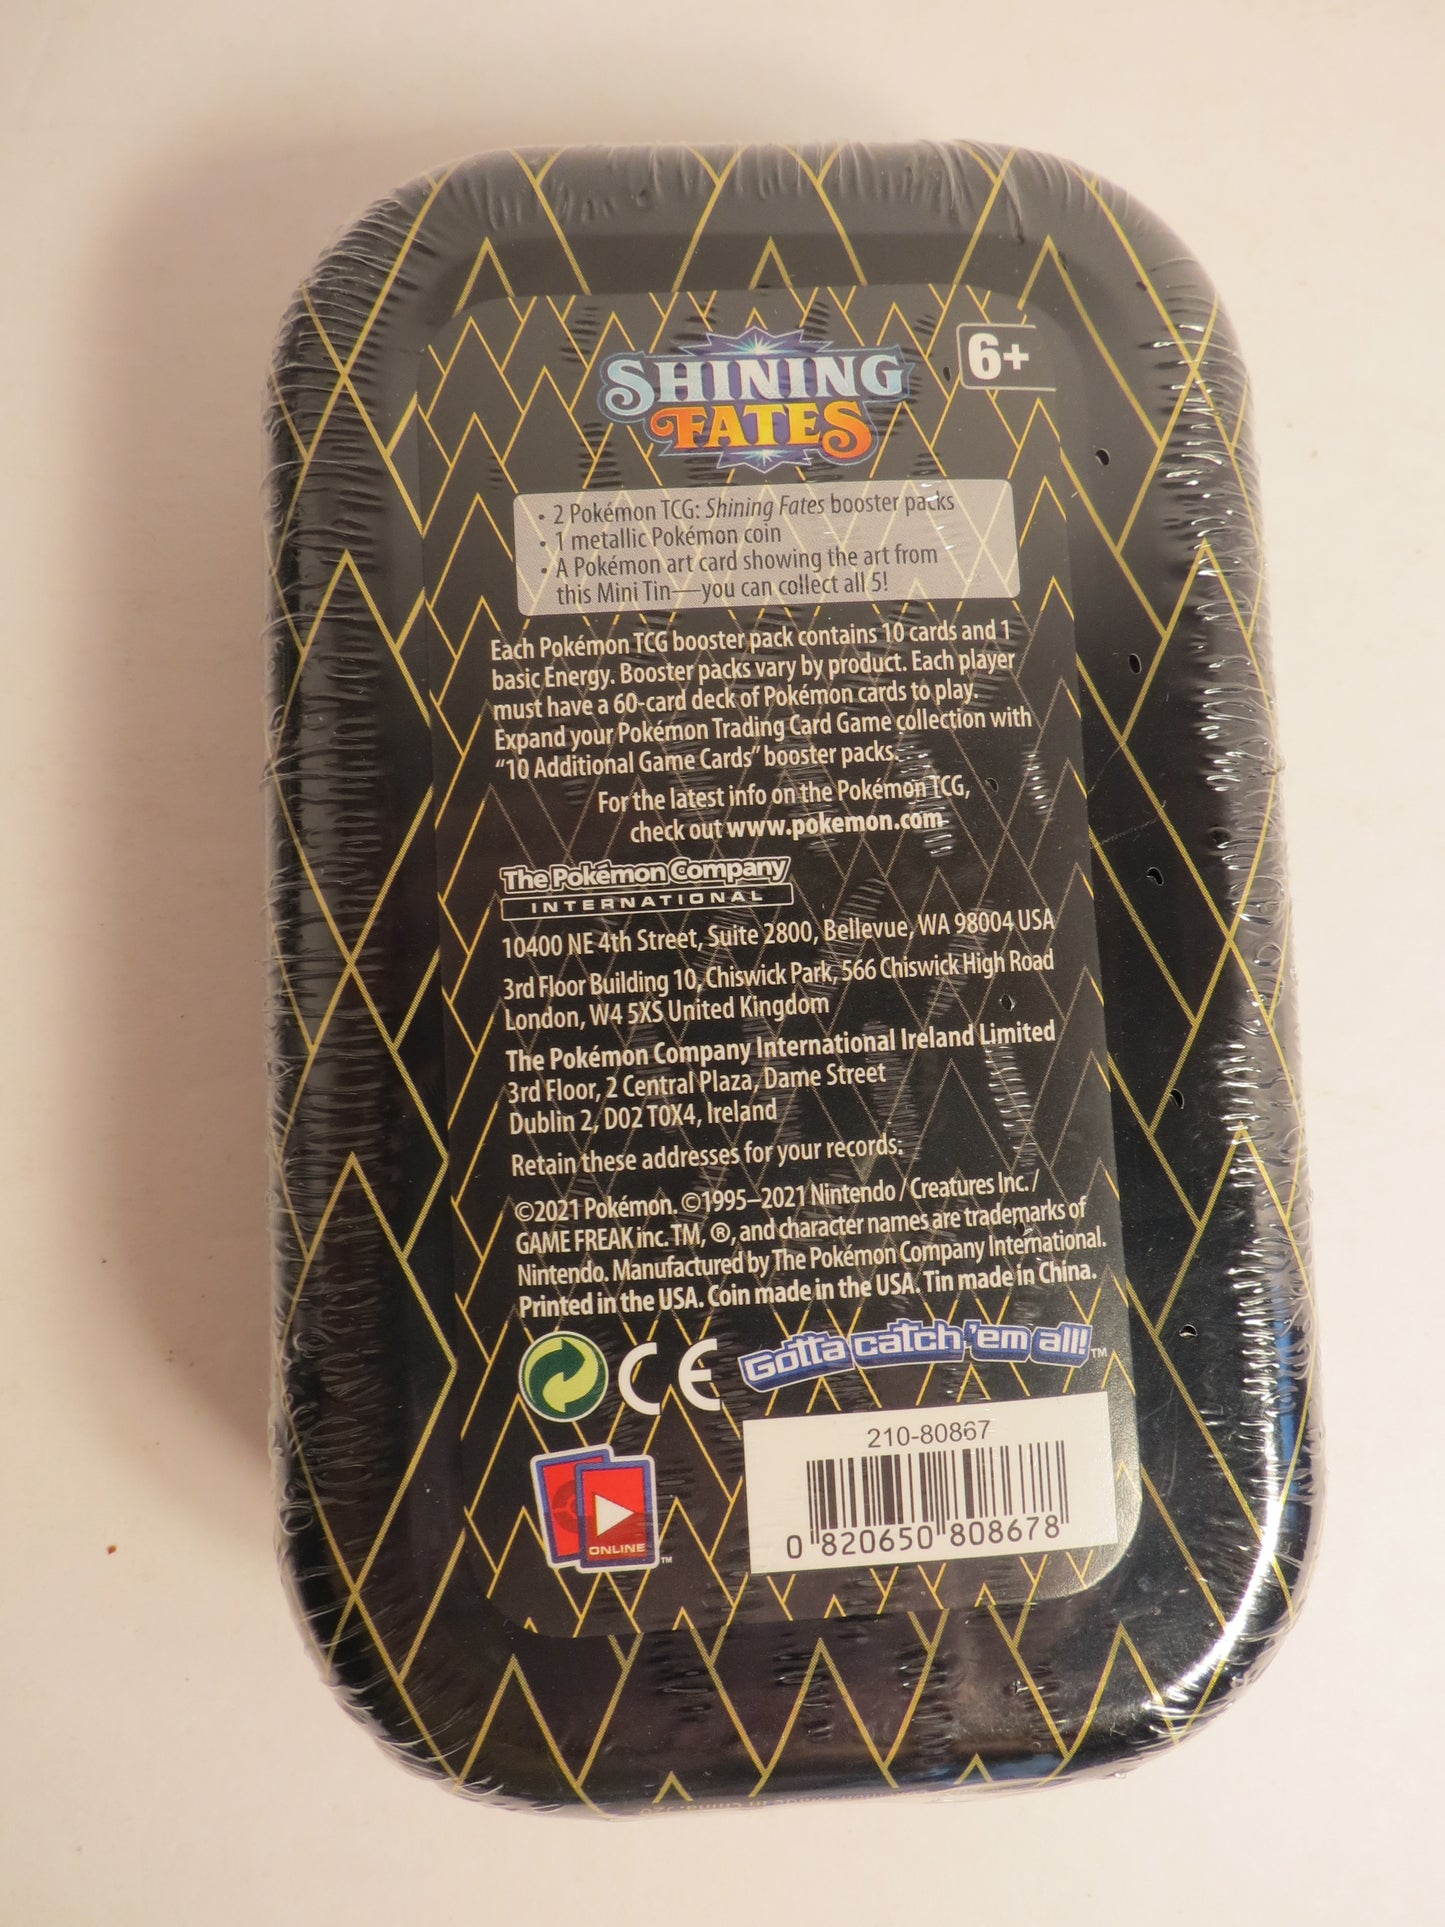 SHINING
FATES
6+
• 2 Pokémon TCG: Shining Fates booster packs
• 1 metallic Pokémon coin
• A Pokémon art card showing the art from
this Mini Tin—you can collect all 5!
Each Pokémon TCG booster pack contains 10 cards and 1
basic Energy. Booster packs vary by product. Each player
must have a 60-card deck of Pokémon cards to play.
Expand your Pokémon Trading Card Game collection with
“10 Additional Game Cards” booster packs.
For the latest info on the Pokémon TCG,
check out www.pokemon.com
The Pokémon Company
INTERNATIONAL
10400 NE 4th Street, Suite 2800, Bellevue, WA 98004 USA
3rd Floor Building 10, Chiswick Park, 566 Chiswick High Road
London, W4 5XS United Kingdom
The Pokémon Company International Ireland Limited
3rd Floor, 2 Central Plaza, Dame Street
Dublin 2, D02 T0X4, Ireland
Retain these addresses for your records.
©2021 Pokémon. ©1995–2021 Nintendo / Creatures Inc. /
GAME FREAK inc. TM, ®, and character names are trademarks of
Nintendo. Manufactured by The Pokémon Company International.
Printed in the USA. Coin made in the USA. Tin made in China.
CE
Gotta catch 'em all! TM
210-80867
0 820650 808678
ONLINE TM